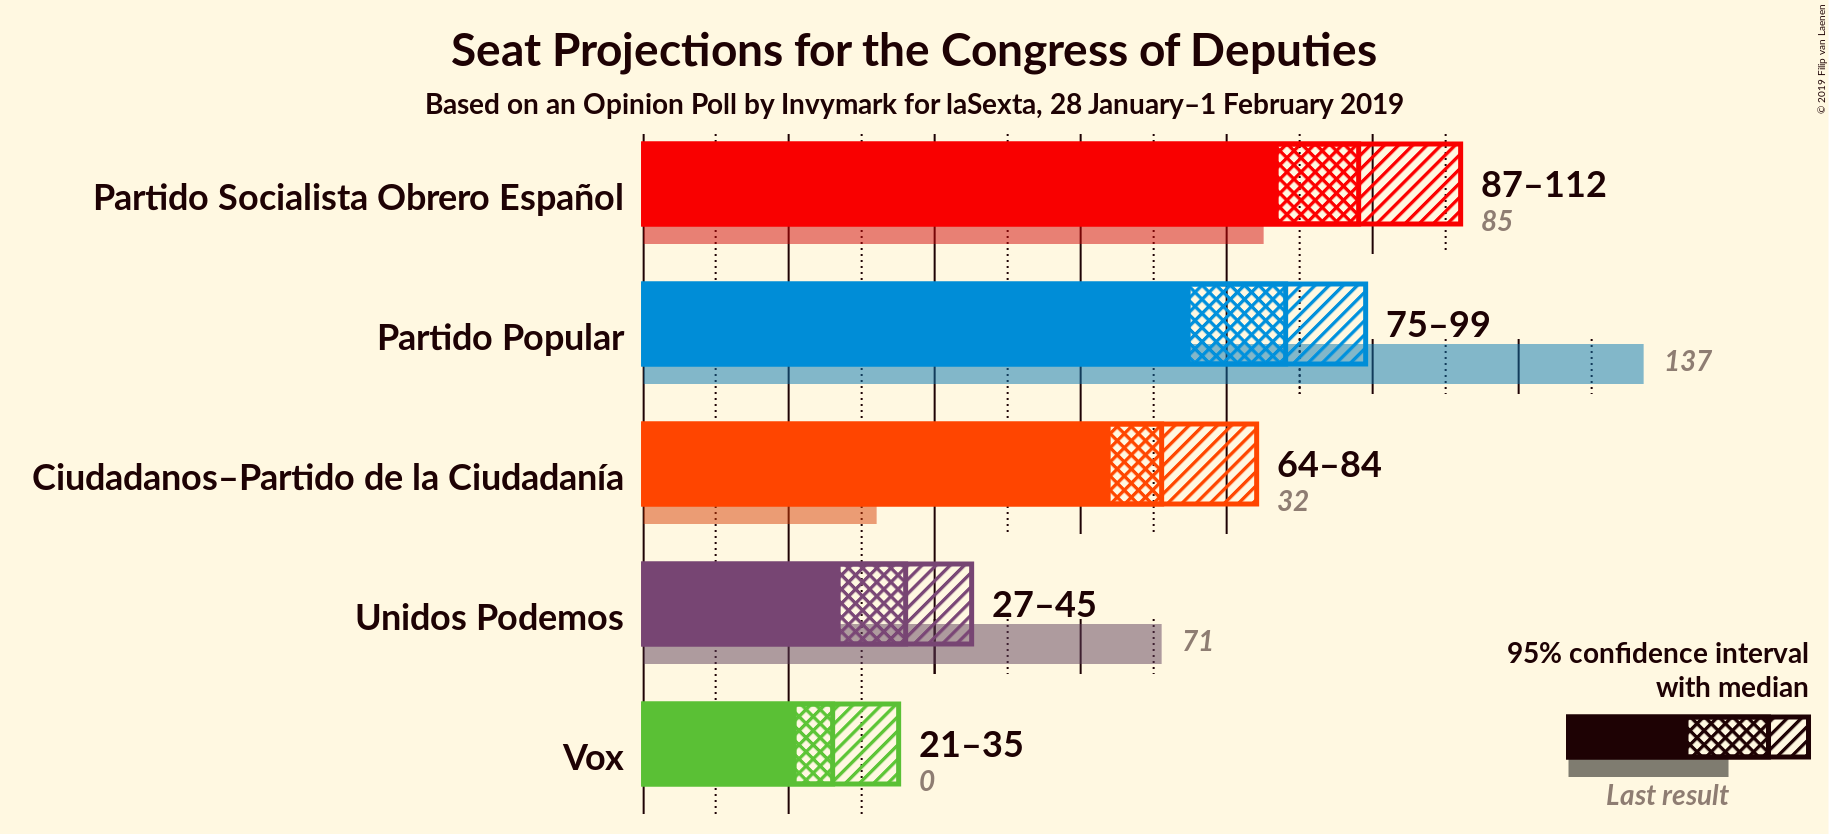 Seat Projections for the Congress of Deputies
Based on an Opinion Poll by Invymark for laSexta, 28 January–1 February 2019
© 2019 Filip van Laenen
Partido Socialista Obrero Español
87–112
85
Partido Popular
75–99
137
Ciudadanos–Partido de la Ciudadanía
64–84
32
Unidos Podemos
27–45
71
Vox
21–35
0
95% confidence interval
with median
Last result